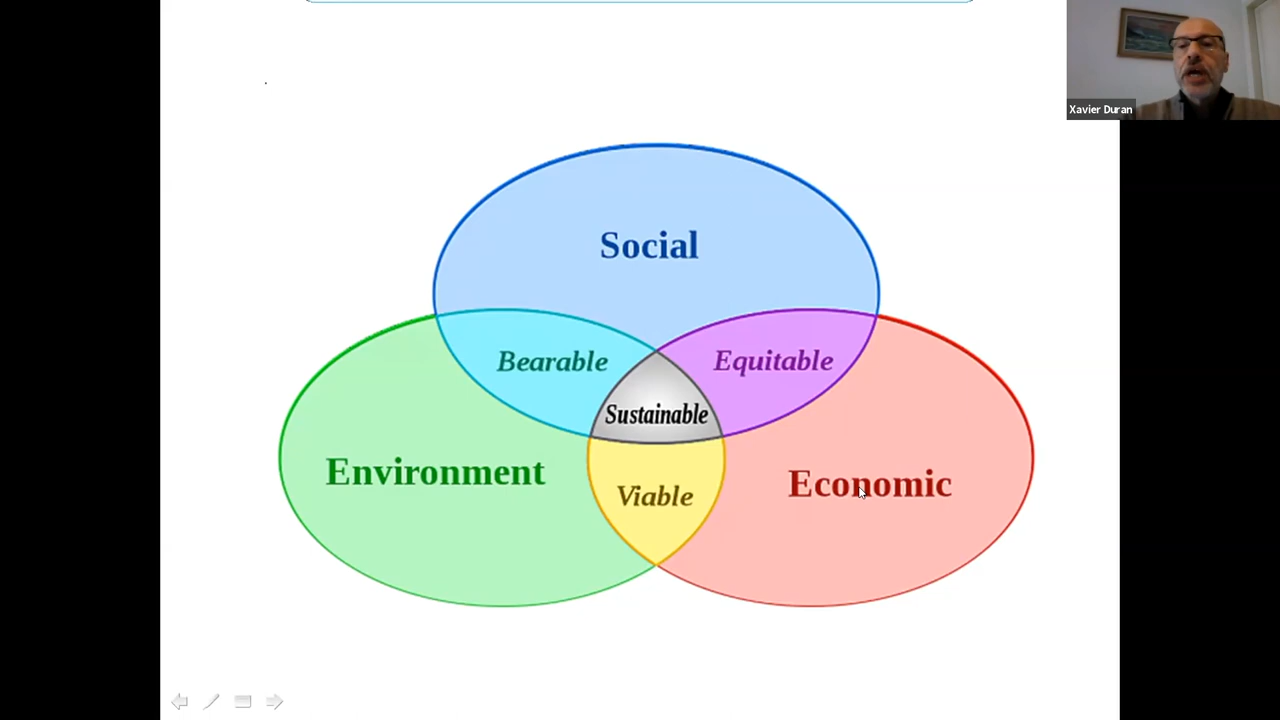 Xavier Duran
Social
Bearable
Equitable
Sustainable
Environment
Economic
Viable